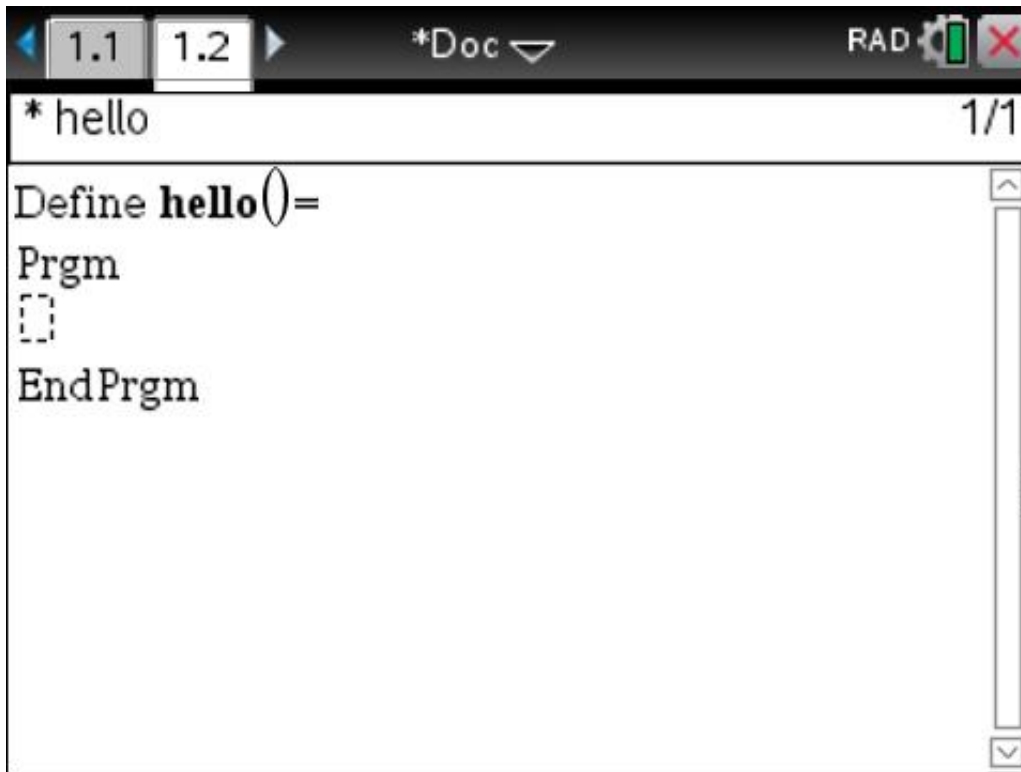 1.1 1.2 *Doc RAD
* hello 1/1
Define hello()=
Prgm
EndPrgm